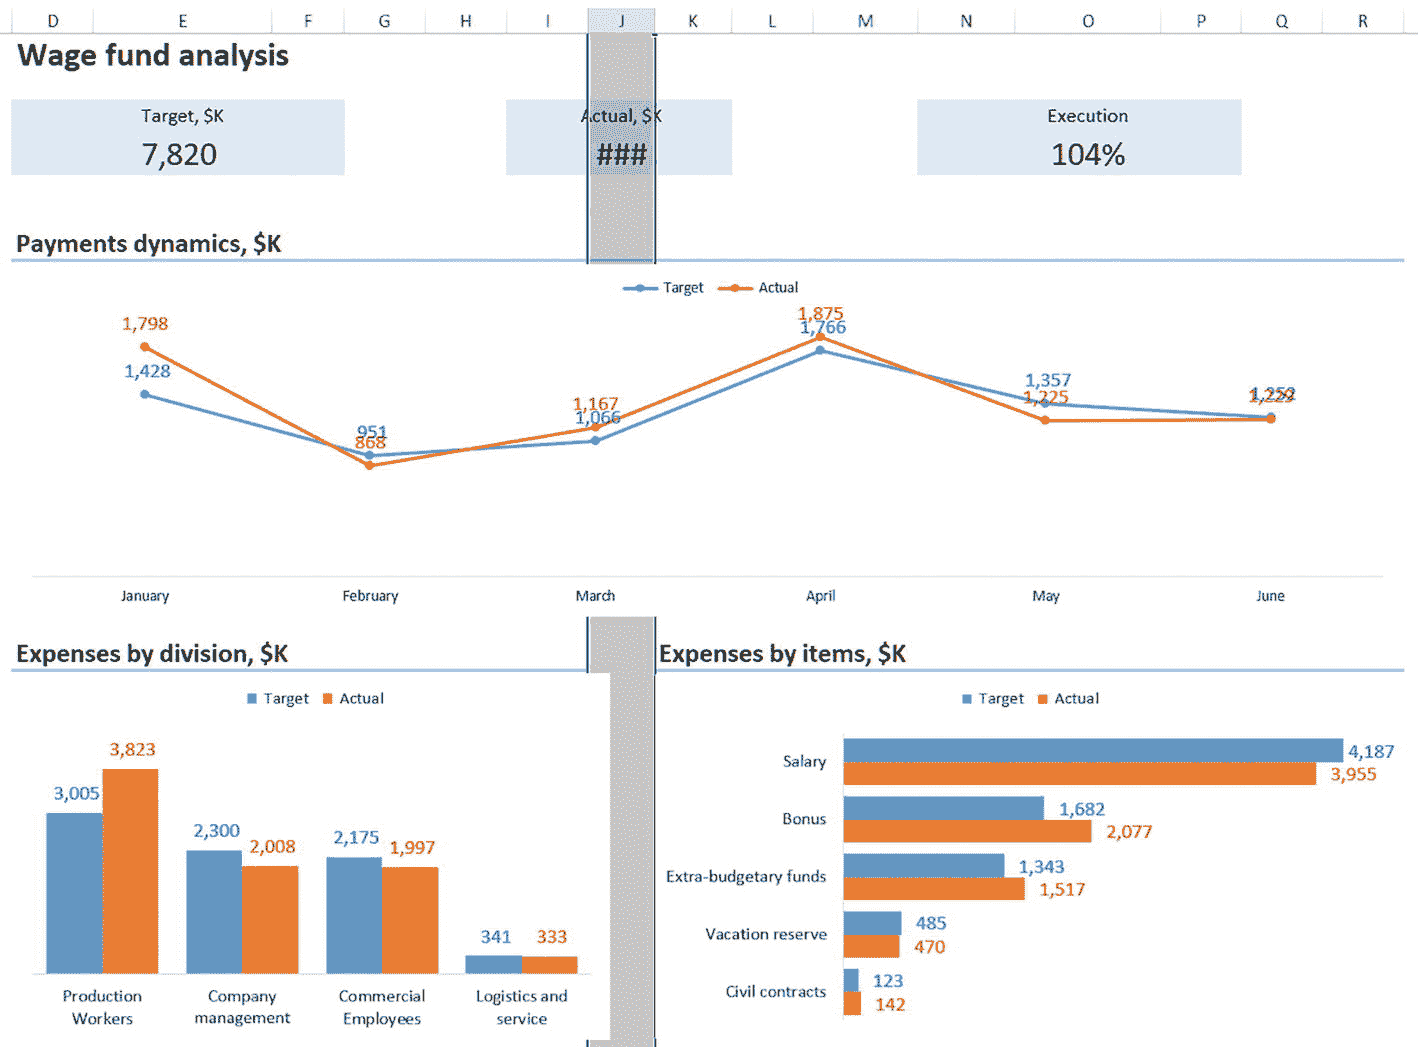 D E F G H I J K L M N O P Q R
Wage fund analysis
Target, $K Actual, $K Execution
7,820 ### 104%
Payments dynamics, $K
Target Actual
1,798
1,428
951
868
1,167
1,066
1,875
1,766
1,357
1,225
1,252
January February March April May June
Expenses by division, $K
Target Actual
3,005 3,823
2,300 2,008
2,175 1,997
341 333
Production Workers
Company management
Commercial Employees
Logistics and service
Expenses by items, $K
Target Actual
Salary 4,187
3,955
Bonus 1,682
2,077
Extra-budgetary funds 1,343
1,517
Vacation reserve 485
470
Civil contracts 123
142